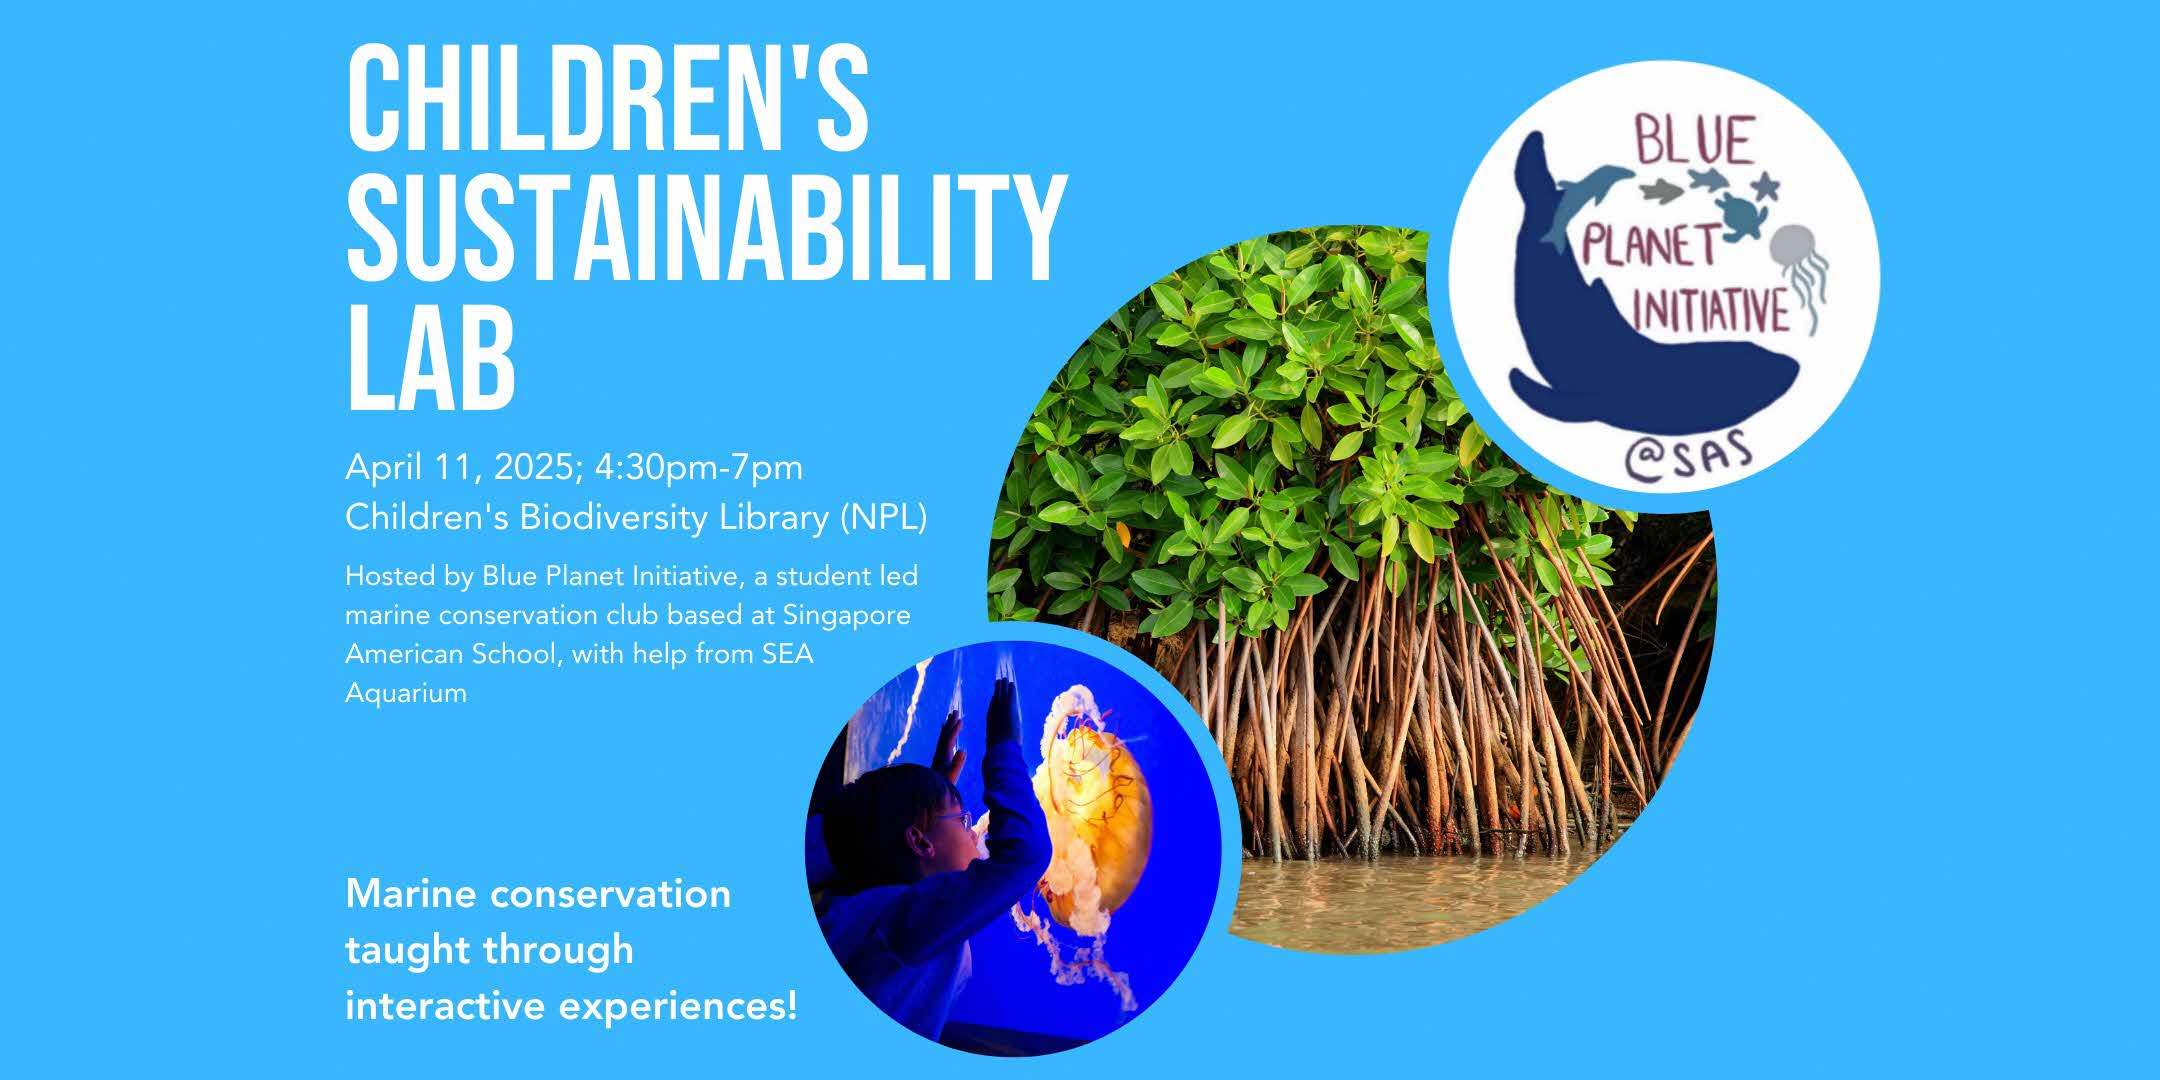 CHILDREN'S
SUSTAINABILITY
LAB
April 11, 2025; 4:30pm-7pm
Children's Biodiversity Library (NPL)
Hosted by Blue Planet Initiative, a student led
marine conservation club based at Singapore
American School, with help from SEA
Aquarium
Marine conservation
taught through
interactive experiences!
BLUE
PLANET
INITIATIVE
@SAS